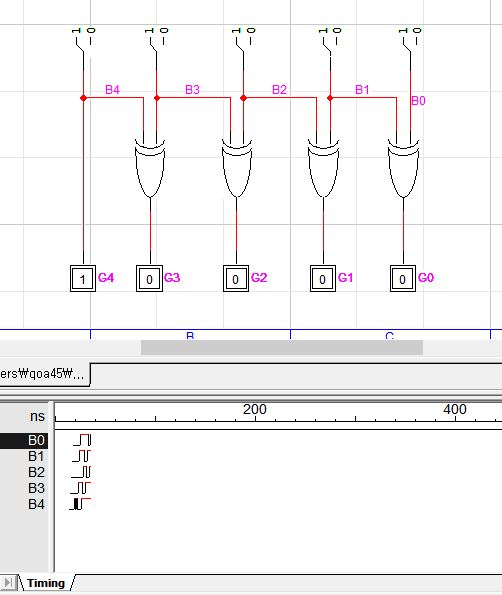 1 0 1 0 1 0 1 0 1 0
B4 B3 B2 B1 B0
1 G4 0 G3 0 G2 0 G1 0 G0
B C
ers₩qoa45₩...
ns 200 400
B0
B1
B2
B3
B4
Timing